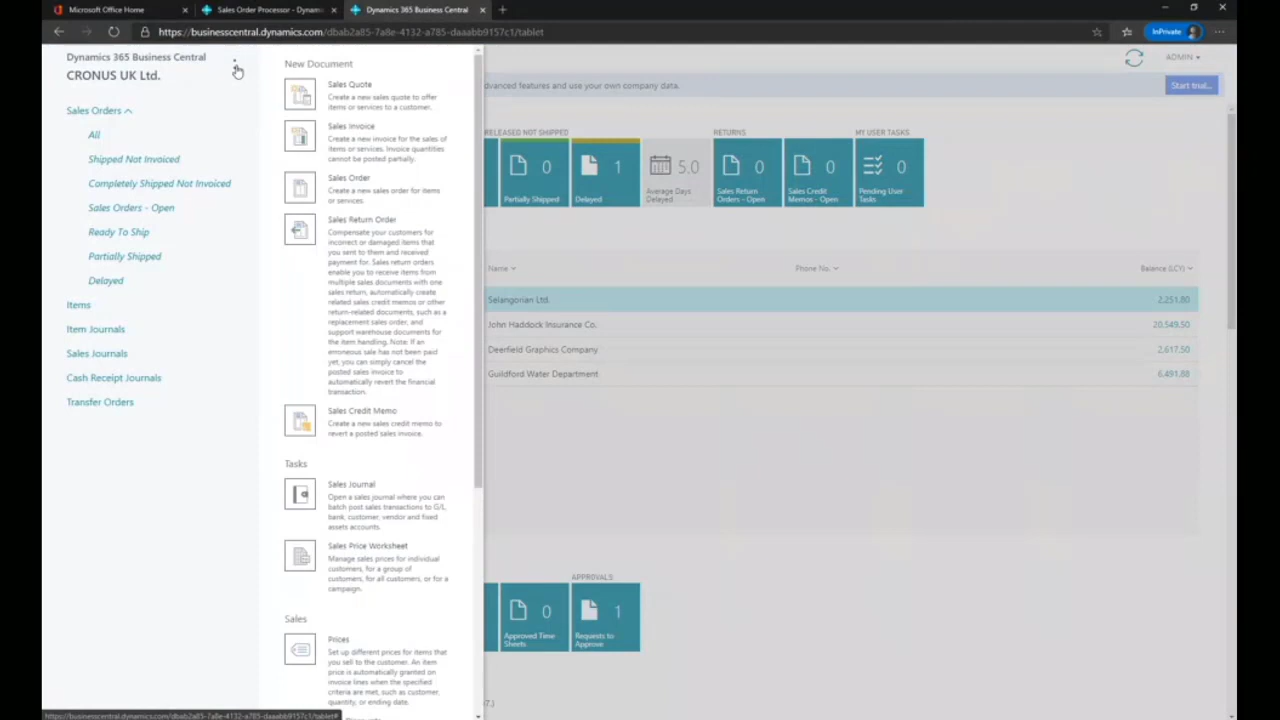 Microsoft Office Home
Sales Order Processor - Dynami
Dynamics 365 Business Central
https://businesscentral.dynamics.com/dbab2a85-7a8e-4132-a785-daaabb9157c1/tablet
InPrivate
Dynamics 365 Business Central
CRONUS UK Ltd.
Sales Orders
All
Shipped Not Invoiced
Completely Shipped Not Invoiced
Sales Orders - Open
Ready To Ship
Partially Shipped
Delayed
Items
Item Journals
Sales Journals
Cash Receipt Journals
Transfer Orders
New Document
Sales Quote
Create a new sales quote to offer
items or services to a customer.
Sales Invoice
Create a new invoice for the sales of
items or services. Invoice quantities
cannot be posted partially.
Sales Order
Create a new sales order for items
or services.
Sales Return Order
Compensate your customers for
incorrect or damaged items that
you sent to them and received
payment for. Sales return orders
enable you to receive items from
multiple sales documents with one
sales return, automatically create
related sales credit memos or other
return-related documents, such as a
replacement sales order, and
support warehouse documents for
the item handling. Note: If an
erroneous sale has not been paid
yet, you can simply cancel the
posted sales invoice to
automatically revert the financial
transaction.
Sales Credit Memo
Create a new sales credit memo to
revert a posted sales invoice.
Tasks
Sales Journal
Open a sales journal where you can
batch post sales transactions to G/L,
bank, customer, vendor and fixed
assets accounts.
Sales Price Worksheet
Manage sales prices for individual
customers, for a group of
customers, for all customers, or for a
campaign.
Sales
Prices
Set up different prices for items that
you sell to the customer. An item
price is automatically granted on
invoice lines when the specified
criteria are met, such as customer,
quantity, or ending date.
ADMIN
dvanced features and use your own company data.
Start trial...
RELEASED NOT SHIPPED
RETURNS
MY USER TASKS
0
Partially Shipped
1
Delayed
5.0
Average Days
Delayed
0
Sales Return
Orders - Open
0
Sales Credit
Memos - Open
0
Pending User
Tasks
Name
Phone No.
Balance (LCY)
Selangorian Ltd.
2,251.80
John Haddock Insurance Co.
20,549.50
Deerfield Graphics Company
2,617.50
Guildford Water Department
6,491.88
APPROVALS
0
Approved Time
Sheets
1
Requests to
Approve
https://businesscentral.dynamics.com/dbab2a85-7a8e-4132-a785-daaabb9157c1/tablet#